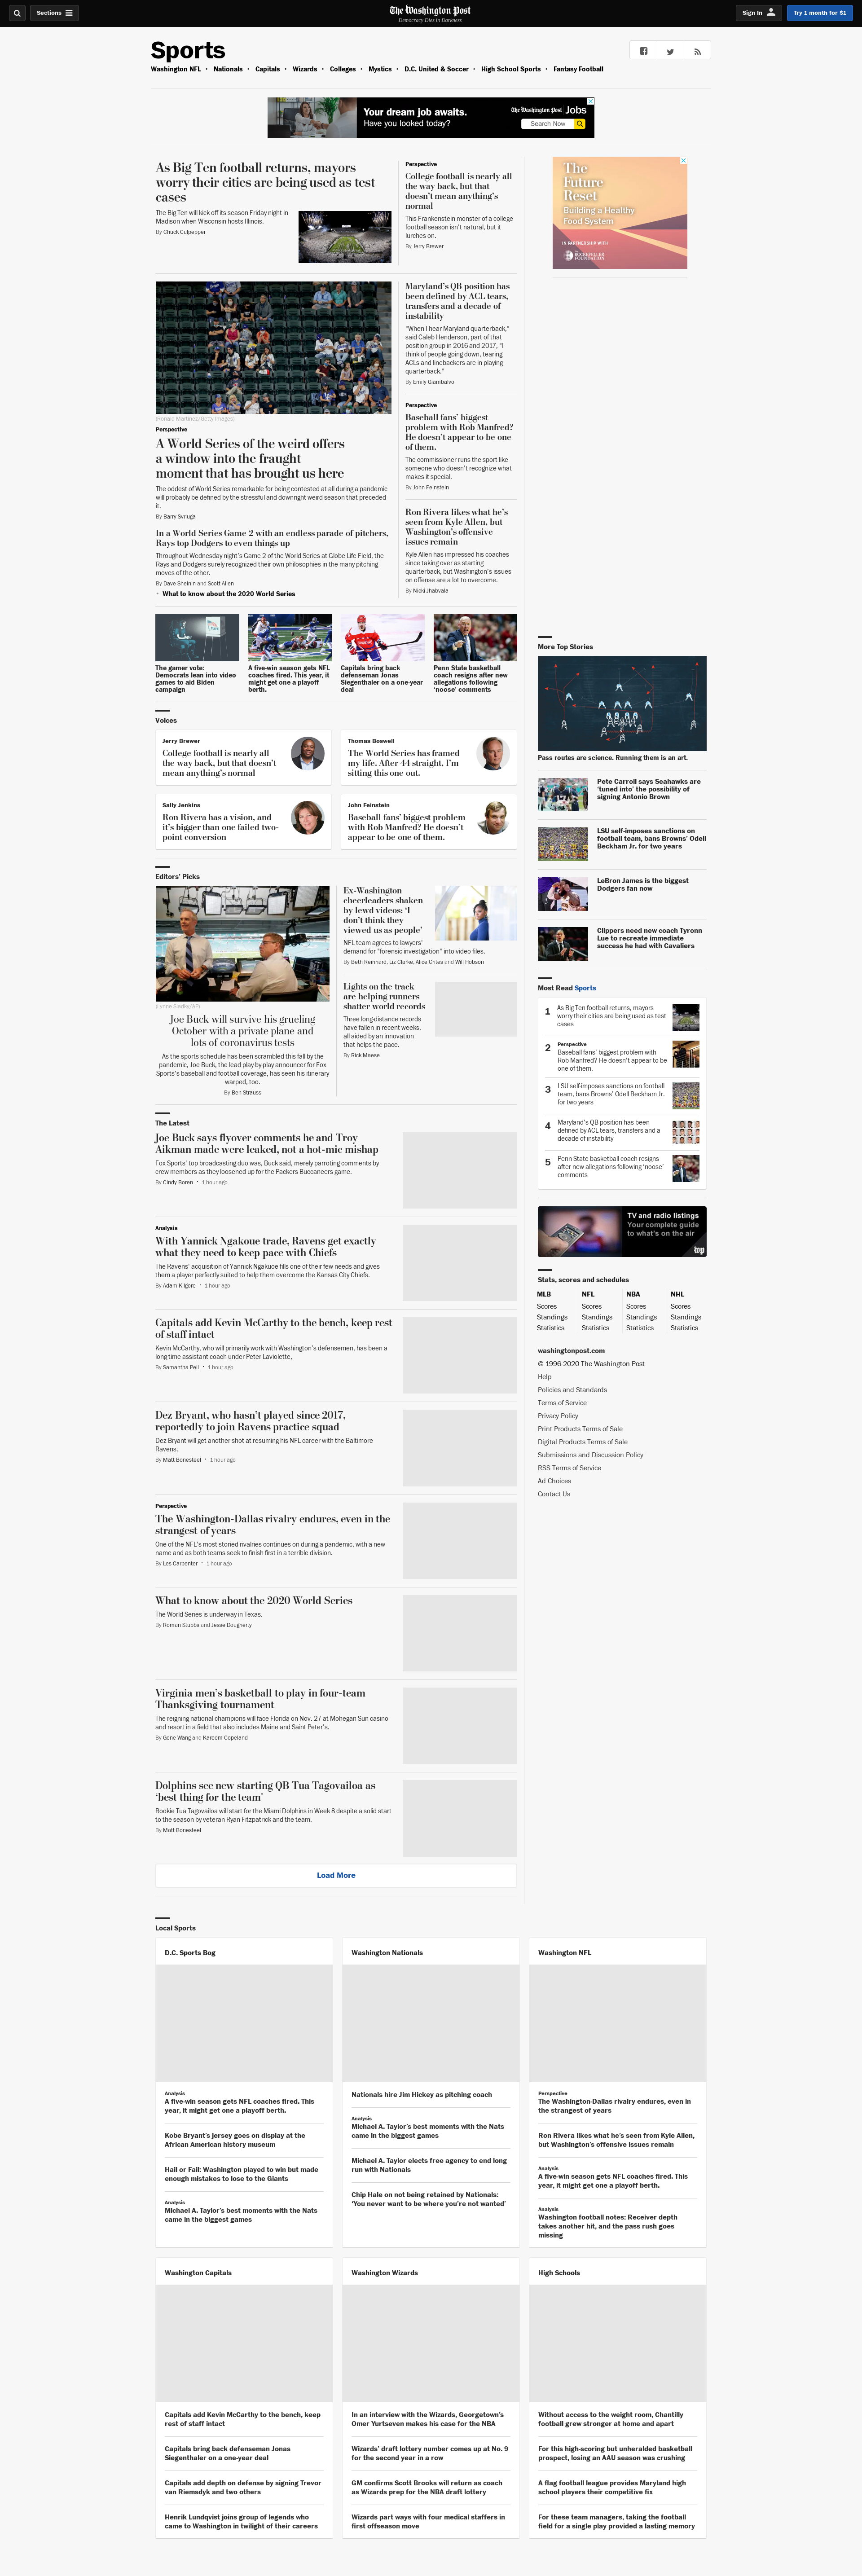 Sections
The Washington Post
Democracy Dies in Darkness
Sign In
Try 1 month for $1
Sports
Washington NFL • Nationals • Capitals • Wizards • Colleges • Mystics • D.C. United & Soccer • High School Sports • Fantasy Football
Your dream job awaits.
Have you looked today?
The Washington Post Jobs
Search Now
As Big Ten football returns, mayors
worry their cities are being used as test
cases
The Big Ten will kick off its season Friday night in
Madison when Wisconsin hosts Illinois.
By Chuck Culpepper
Perspective
College football is nearly all
the way back, but that
doesn’t mean anything’s
normal
This Frankenstein monster of a college
football season isn’t natural, but it
lurches on.
By Jerry Brewer
The
Future
Reset
Building a Healthy
Food System
IN PARTNERSHIP WITH
ROCKEFELLER
FOUNDATION
(Ronald Martinez/Getty Images)
Perspective
A World Series of the weird offers
a window into the fraught
moment that has brought us here
The oddest of World Series remarkable for being contested at all during a pandemic
will probably be defined by the stressful and downright weird season that preceded
it.
By Barry Svrluga
In a World Series Game 2 with an endless parade of pitchers,
Rays top Dodgers to even things up
Throughout Wednesday night’s Game 2 of the World Series at Globe Life Field, the
Rays and Dodgers surely recognized their own philosophies in the many pitching
moves of the other.
By Dave Sheinin and Scott Allen
• What to know about the 2020 World Series
Maryland’s QB position has
been defined by ACL tears,
transfers and a decade of
instability
"When I hear Maryland quarterback,"
said Caleb Henderson, part of that
position group in 2016 and 2017, "I
think of people going down, tearing
ACLs and linebackers are in playing
quarterback."
By Emily Giambalvo
Perspective
Baseball fans’ biggest
problem with Rob Manfred?
He doesn’t appear to be one
of them.
The commissioner runs the sport like
someone who doesn’t recognize what
makes it special.
By John Feinstein
Ron Rivera likes what he’s
seen from Kyle Allen, but
Washington’s offensive
issues remain
Kyle Allen has impressed his coaches
since taking over as starting
quarterback, but Washington’s issues
on offense are a lot to overcome.
By Nicki Jhabvala
The gamer vote:
Democrats lean into video
games to aid Biden
campaign
A five-win season gets NFL
coaches fired. This year, it
might get one a playoff
berth.
Capitals bring back
defenseman Jonas
Siegenthaler on a one-year
deal
Penn State basketball
coach resigns after new
allegations following
‘noose’ comments
Voices
Jerry Brewer
College football is nearly all
the way back, but that doesn’t
mean anything’s normal
Thomas Boswell
The World Series has framed
my life. After 44 straight, I’m
sitting this one out.
Sally Jenkins
Ron Rivera has a vision, and
it’s bigger than one failed two-
point conversion
John Feinstein
Baseball fans’ biggest problem
with Rob Manfred? He doesn’t
appear to be one of them.
Editors’ Picks
(Lynne Sladky/AP)
Joe Buck will survive his grueling
October with a private plane and
lots of coronavirus tests
As the sports schedule has been scrambled this fall by the
pandemic, Joe Buck, the lead play-by-play announcer for Fox
Sports’s baseball and football coverage, has seen his itinerary
warped, too.
By Ben Strauss
Ex-Washington
cheerleaders shaken
by lewd videos: ‘I
don’t think they
viewed us as people’
NFL team agrees to lawyers’
demand for "forensic investigation" into video files.
By Beth Reinhard, Liz Clarke, Alice Crites and Will Hobson
Lights on the track
are helping runners
shatter world records
Three long-distance records
have fallen in recent weeks,
all aided by an innovation
that helps the pace.
By Rick Maese
The Latest
Joe Buck says flyover comments he and Troy
Aikman made were leaked, not a hot-mic mishap
Fox Sports’ top broadcasting duo was, Buck said, merely parroting comments by
crew members as they loosened up for the Packers-Buccaneers game.
By Cindy Boren • 1 hour ago
Analysis
With Yannick Ngakoue trade, Ravens get exactly
what they need to keep pace with Chiefs
The Ravens’ acquisition of Yannick Ngakuoe fills one of their few needs and gives
them a player perfectly suited to help them overcome the Kansas City Chiefs.
By Adam Kilgore • 1 hour ago
Capitals add Kevin McCarthy to the bench, keep rest
of staff intact
Kevin McCarthy, who will primarily work with Washington’s defensemen, has been a
long-time assistant coach under Peter Laviolette,
By Samantha Pell • 1 hour ago
Dez Bryant, who hasn’t played since 2017,
reportedly to join Ravens practice squad
Dez Bryant will get another shot at resuming his NFL career with the Baltimore
Ravens.
By Matt Bonesteel • 1 hour ago
Perspective
The Washington-Dallas rivalry endures, even in the
strangest of years
One of the NFL’s most storied rivalries continues on during a pandemic, with a new
name and as both teams seek to finish first in a terrible division.
By Les Carpenter • 1 hour ago
What to know about the 2020 World Series
The World Series is underway in Texas.
By Roman Stubbs and Jesse Dougherty
Virginia men’s basketball to play in four-team
Thanksgiving tournament
The reigning national champions will face Florida on Nov. 27 at Mohegan Sun casino
and resort in a field that also includes Maine and Saint Peter’s.
By Gene Wang and Kareem Copeland
Dolphins see new starting QB Tua Tagovailoa as
‘best thing for the team’
Rookie Tua Tagovailoa will start for the Miami Dolphins in Week 8 despite a solid start
to the season by veteran Ryan Fitzpatrick and the team.
By Matt Bonesteel
Load More
More Top Stories
Pass routes are science. Running them is an art.
Pete Carroll says Seahawks are
‘tuned into’ the possibility of
signing Antonio Brown
LSU self-imposes sanctions on
football team, bans Browns’ Odell
Beckham Jr. for two years
LeBron James is the biggest
Dodgers fan now
Clippers need new coach Tyronn
Lue to recreate immediate
success he had with Cavaliers
Most Read Sports
1
As Big Ten football returns, mayors
worry their cities are being used as test
cases
2
Perspective
Baseball fans’ biggest problem with
Rob Manfred? He doesn’t appear to be
one of them.
3
LSU self-imposes sanctions on football
team, bans Browns’ Odell Beckham Jr.
for two years
4
Maryland’s QB position has been
defined by ACL tears, transfers and a
decade of instability
5
Penn State basketball coach resigns
after new allegations following ‘noose’
comments
TV and radio listings
Your complete guide
to what’s on the air
wp
Stats, scores and schedules
MLB NFL NBA NHL
Scores Scores Scores Scores
Standings Standings Standings Standings
Statistics Statistics Statistics Statistics
washingtonpost.com
© 1996-2020 The Washington Post
Help
Policies and Standards
Terms of Service
Privacy Policy
Print Products Terms of Sale
Digital Products Terms of Sale
Submissions and Discussion Policy
RSS Terms of Service
Ad Choices
Contact Us
Local Sports
D.C. Sports Bog
Analysis
A five-win season gets NFL coaches fired. This
year, it might get one a playoff berth.
Kobe Bryant’s jersey goes on display at the
African American history museum
Hail or Fail: Washington played to win but made
enough mistakes to lose to the Giants
Analysis
Michael A. Taylor’s best moments with the Nats
came in the biggest games
Washington Nationals
Nationals hire Jim Hickey as pitching coach
Analysis
Michael A. Taylor’s best moments with the Nats
came in the biggest games
Michael A. Taylor elects free agency to end long
run with Nationals
Chip Hale on not being retained by Nationals:
‘You never want to be where you’re not wanted’
Washington NFL
Perspective
The Washington-Dallas rivalry endures, even in
the strangest of years
Ron Rivera likes what he’s seen from Kyle Allen,
but Washington’s offensive issues remain
Analysis
A five-win season gets NFL coaches fired. This
year, it might get one a playoff berth.
Analysis
Washington football notes: Receiver depth
takes another hit, and the pass rush goes
missing
Washington Capitals
Capitals add Kevin McCarthy to the bench, keep
rest of staff intact
Capitals bring back defenseman Jonas
Siegenthaler on a one-year deal
Capitals add depth on defense by signing Trevor
van Riemsdyk and two others
Henrik Lundqvist joins group of legends who
came to Washington in twilight of their careers
Washington Wizards
In an interview with the Wizards, Georgetown’s
Omer Yurtseven makes his case for the NBA
Wizards’ draft lottery number comes up at No. 9
for the second year in a row
GM confirms Scott Brooks will return as coach
as Wizards prep for the NBA draft lottery
Wizards part ways with four medical staffers in
first offseason move
High Schools
Without access to the weight room, Chantilly
football grew stronger at home and apart
For this high-scoring but unheralded basketball
prospect, losing an AAU season was crushing
A flag football league provides Maryland high
school players their competitive fix
For these team managers, taking the football
field for a single play provided a lasting memory